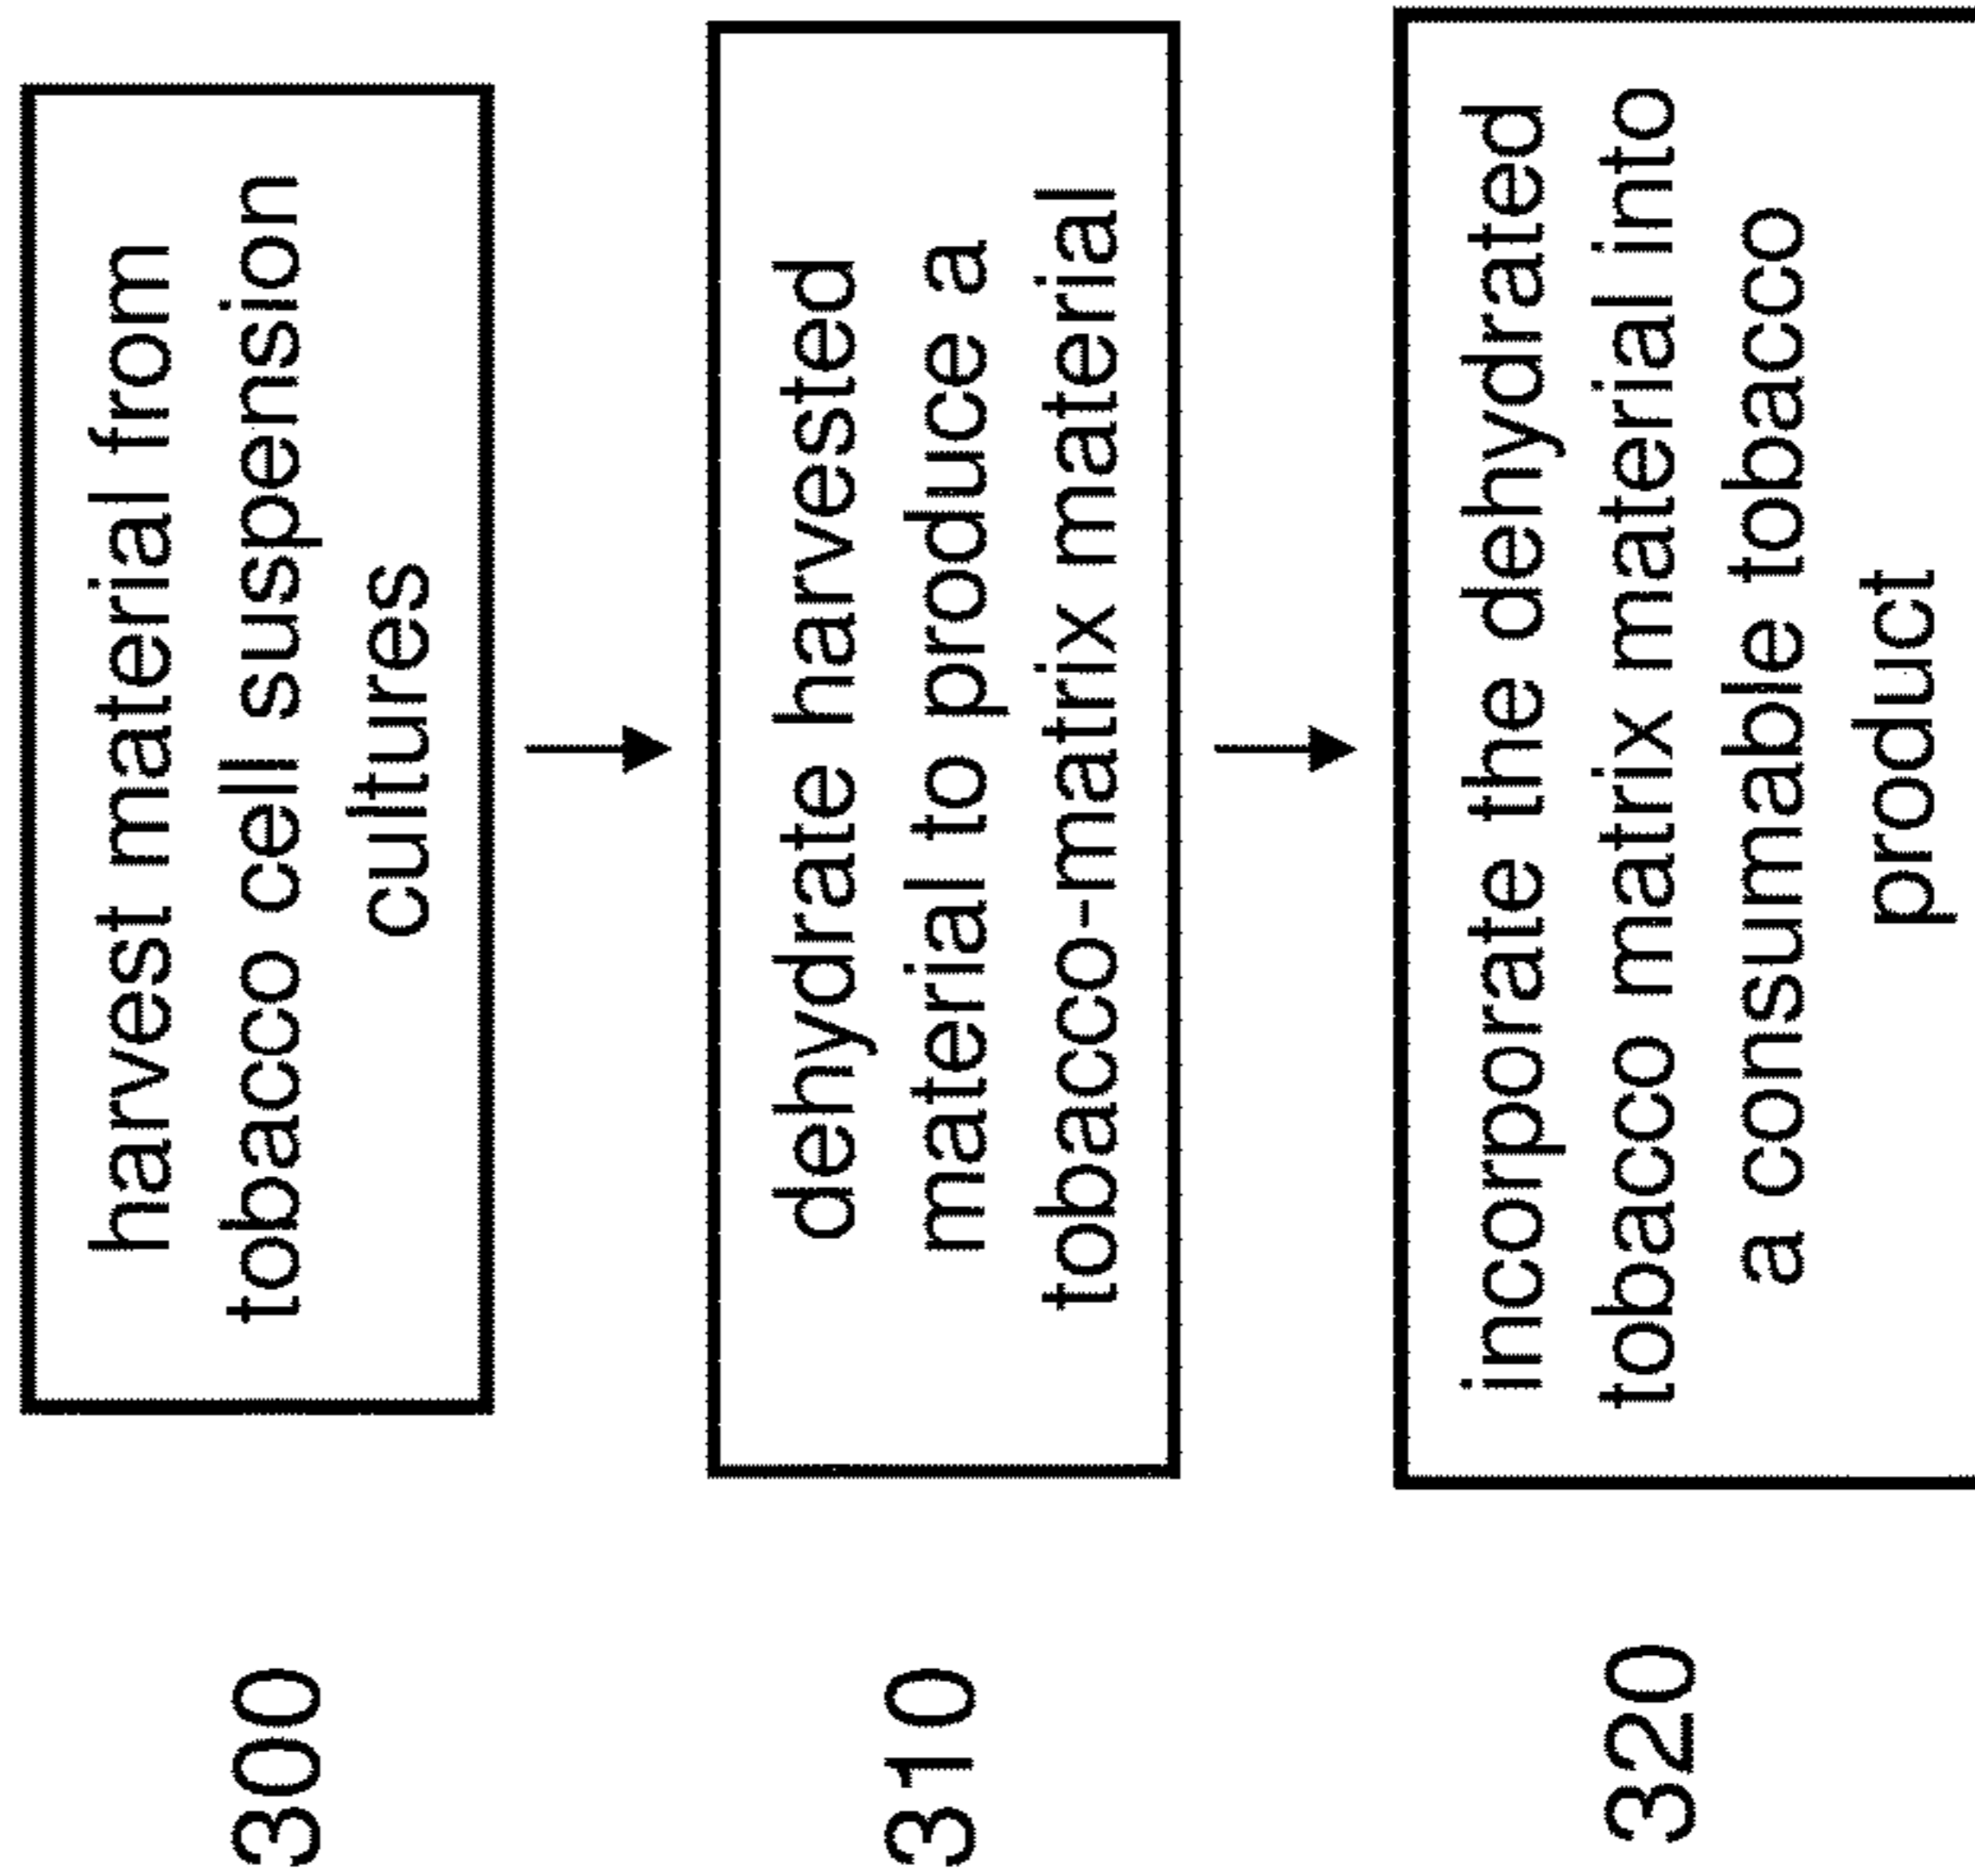 300
harvest material from
tobacco cell suspension
cultures
310
dehydrate harvested
material to produce a
tobacco-matrix material
320
incorporate the dehydrated
tobaco matrix material into
a consumable tobacco
product